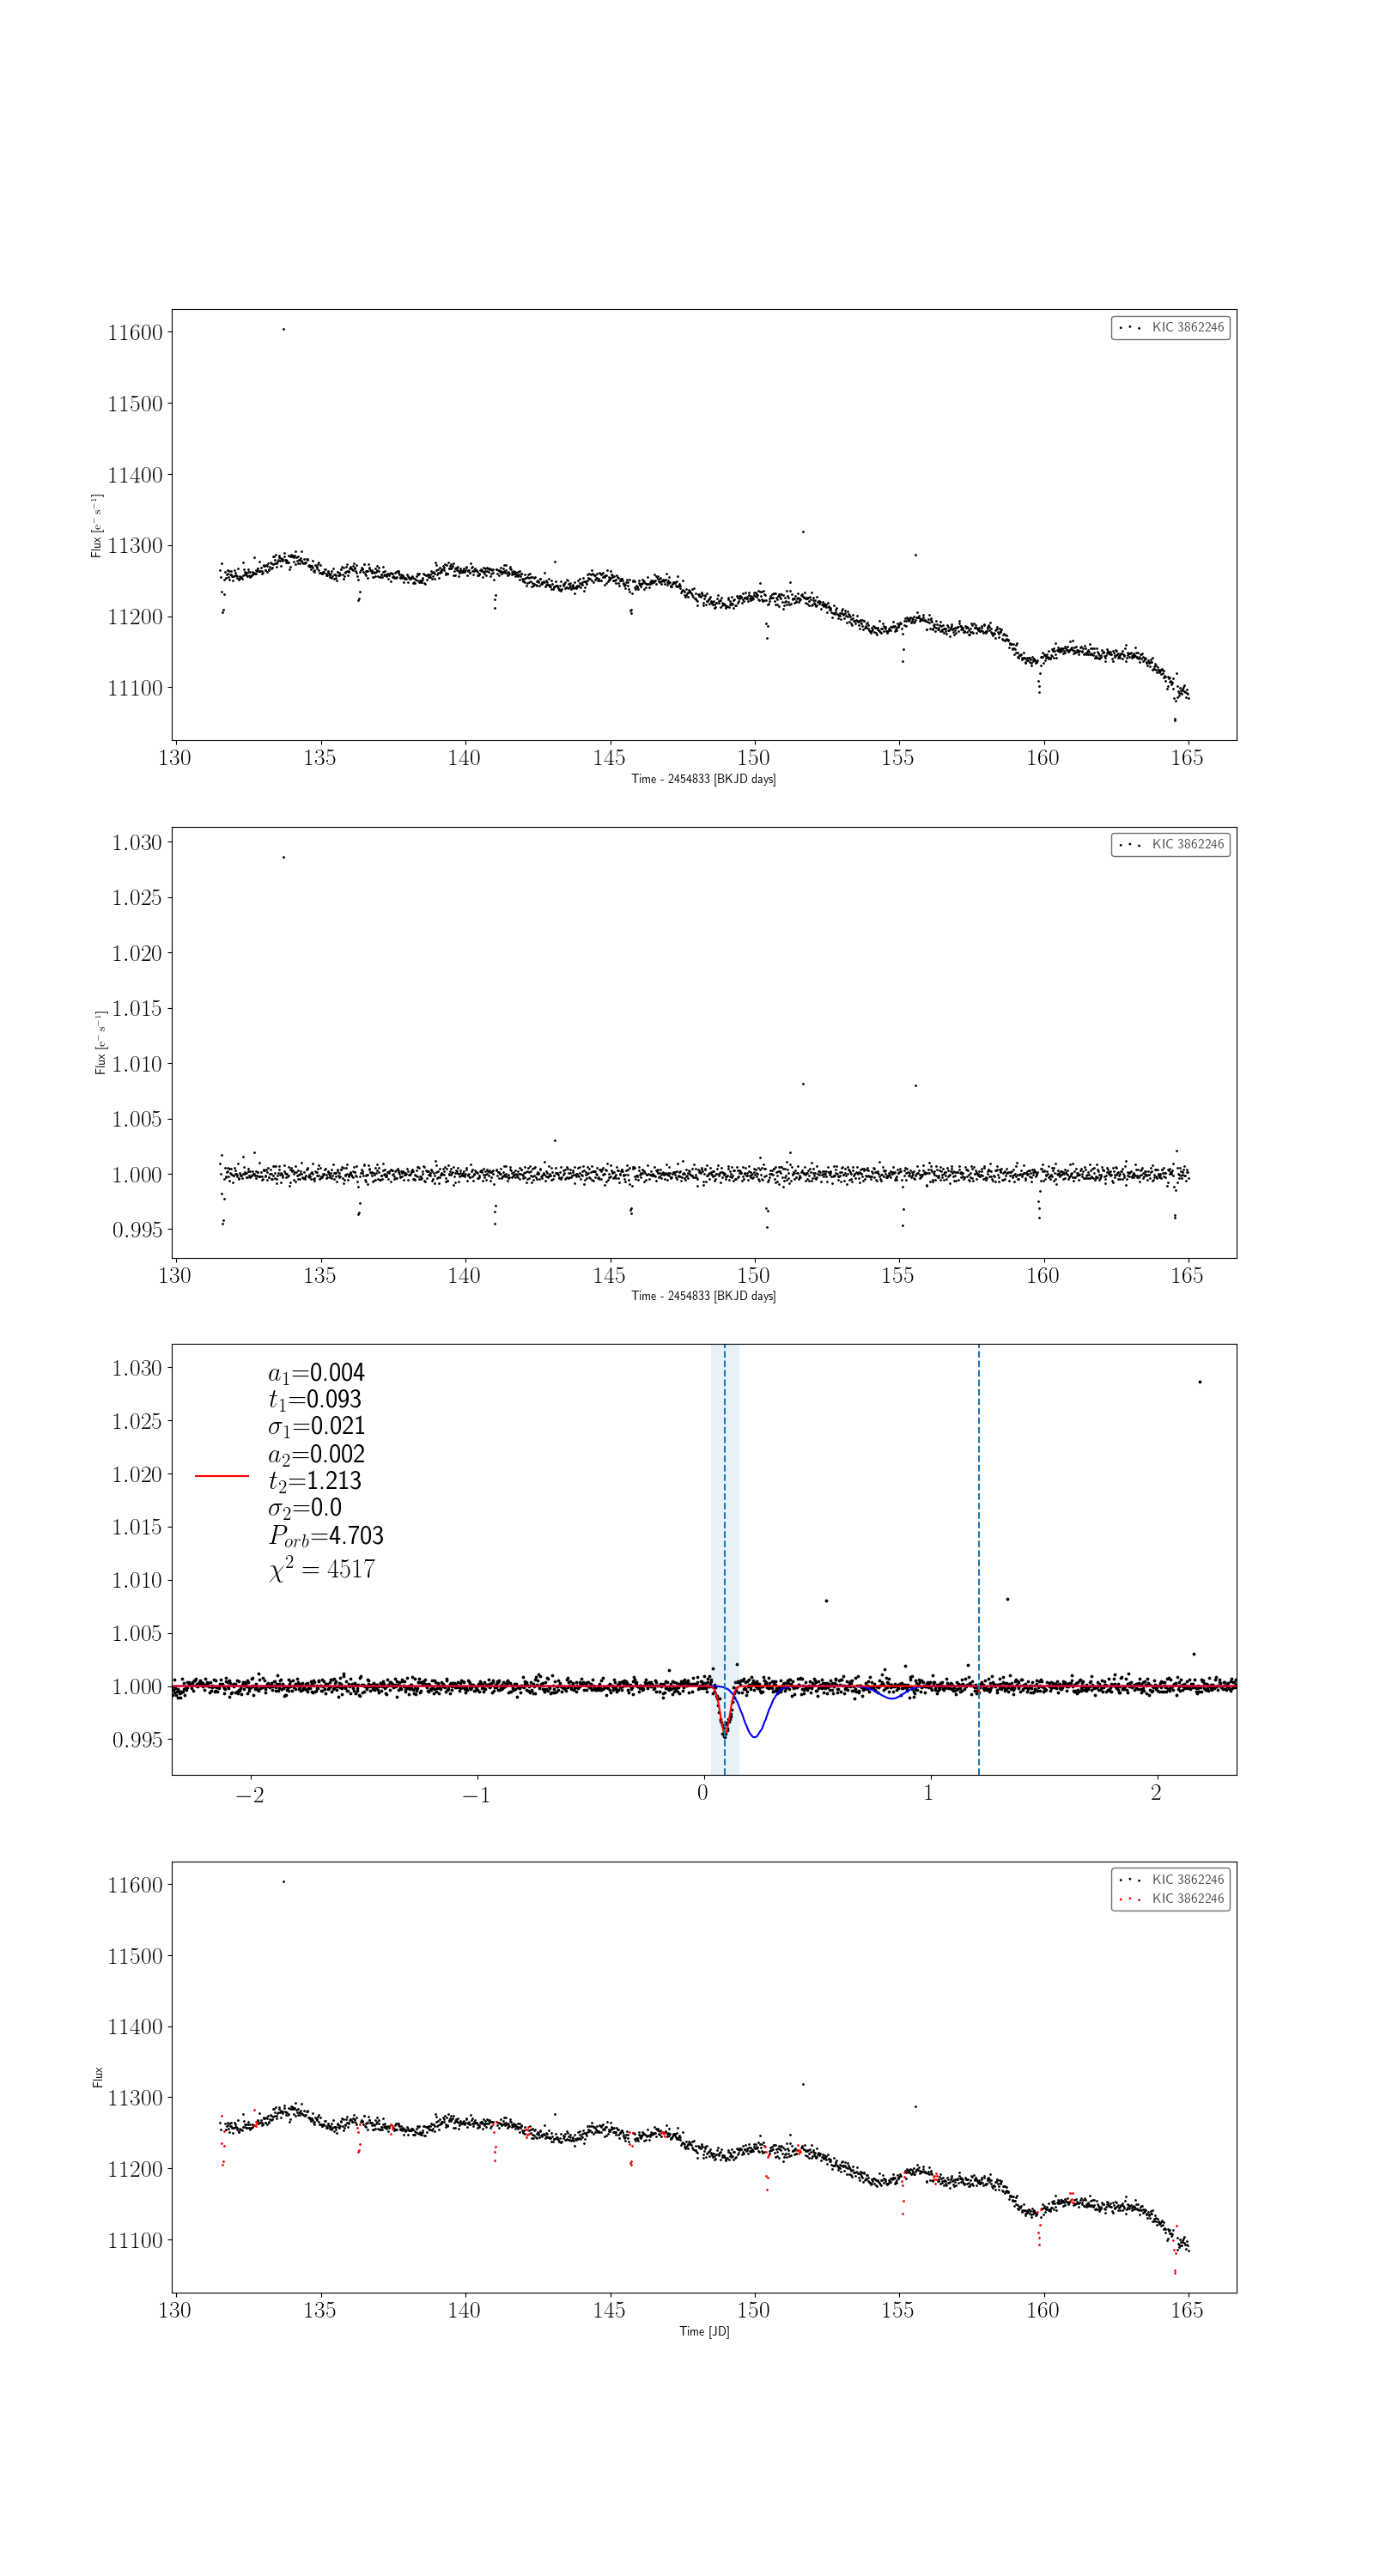 11600
11500
11400
11300
11200
11100
Flux [e⁻ s⁻¹]
KIC 3862246
130 135 140 145 150 155 160 165
Time - 2454833 [BKJD days]
1.030
1.025
1.020
1.015
1.010
1.005
1.000
0.995
Flux [e⁻ s⁻¹]
KIC 3862246
130 135 140 145 150 155 160 165
Time - 2454833 [BKJD days]
1.030
1.025
1.020
1.015
1.010
1.005
1.000
0.995
a₁=0.004
t₁=0.093
σ₁=0.021
a₂=0.002
t₂=1.213
σ₂=0.0
P_orb=4.703
χ² = 4517
−2 −1 0 1 2
11600
11500
11400
11300
11200
11100
Flux
KIC 3862246
KIC 3862246
130 135 140 145 150 155 160 165
Time [JD]